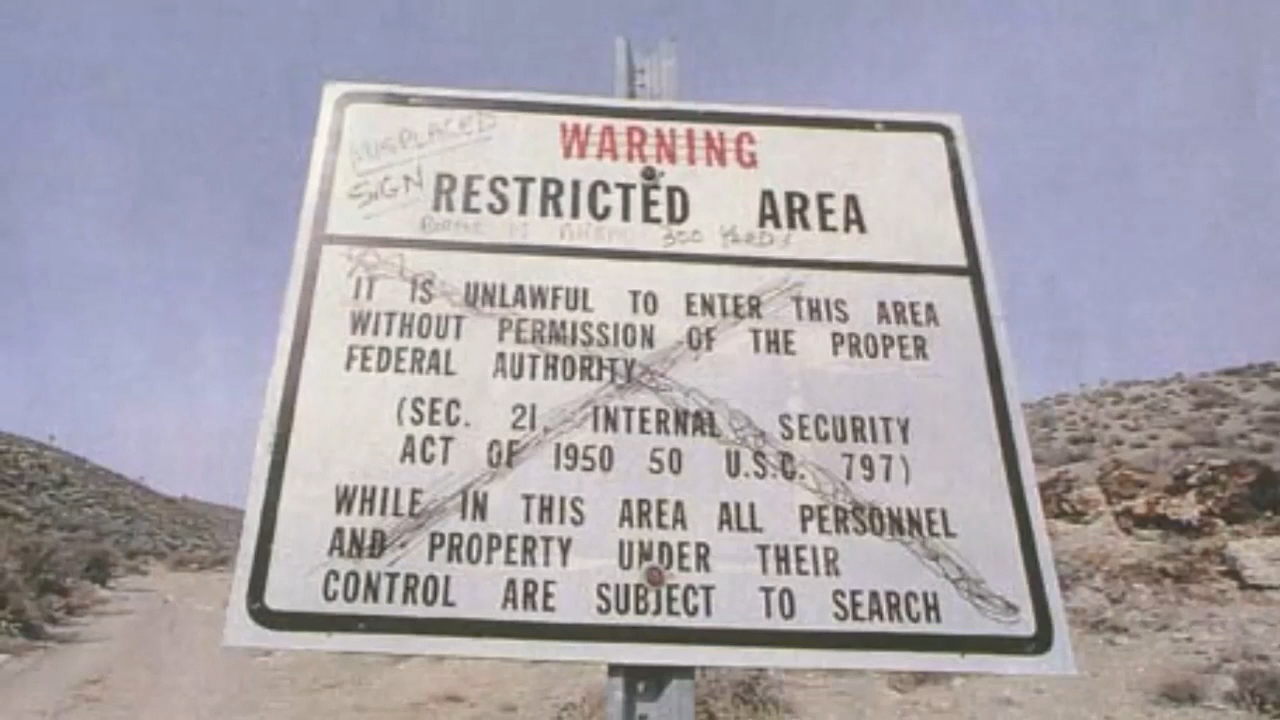 MISPLACED
SIGN
WARNING
RESTRICTED AREA
300 YARDS
IT IS UNLAWFUL TO ENTER THIS AREA
WITHOUT PERMISSION OF THE PROPER
FEDERAL AUTHORITY
(SEC. 21, INTERNAL SECURITY
ACT OF 1950 50 U.S.C. 797)
WHILE IN THIS AREA ALL PERSONNEL
AND PROPERTY UNDER THEIR
CONTROL ARE SUBJECT TO SEARCH